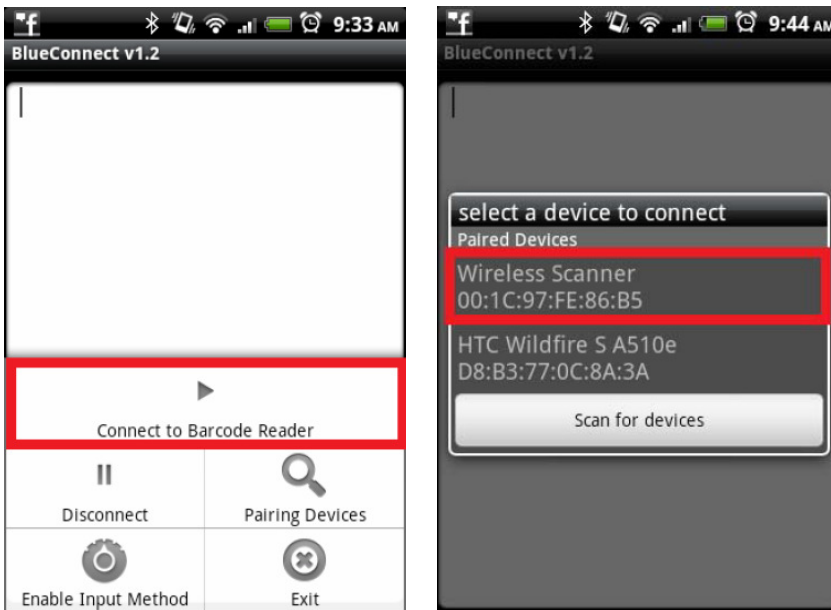 9:33 AM
BlueConnect v1.2
Connect to Barcode Reader
Disconnect
Pairing Devices
Enable Input Method
Exit
9:44 AM
BlueConnect v1.2
select a device to connect
Paired Devices
Wireless Scanner
00:1C:97:FE:86:B5
HTC Wildfire S A510e
D8:B3:77:0C:8A:3A
Scan for devices